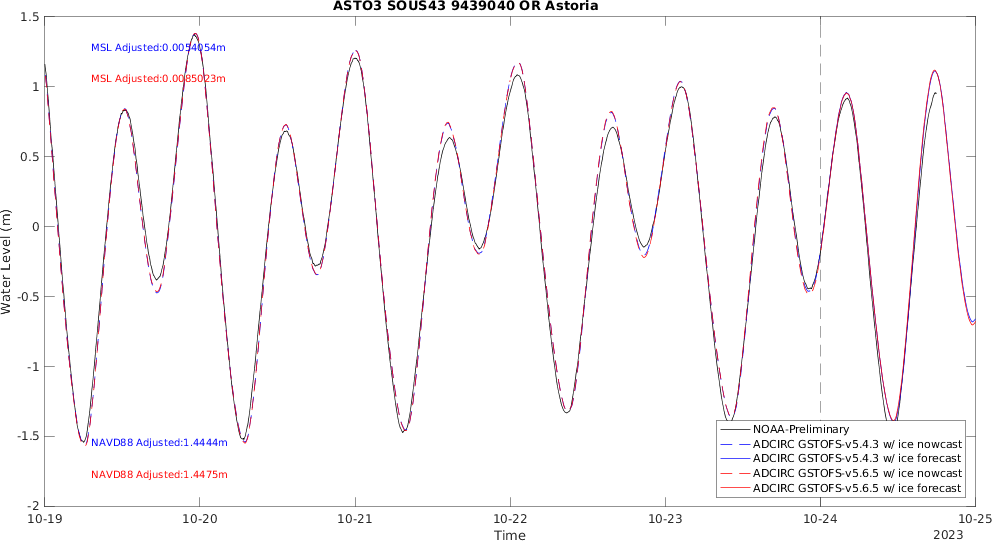 ASTO3 SOUS43 9439040 OR Astoria
1.5
1
0.5
0
-0.5
-1
-1.5
-2
Water Level (m)
MSL Adjusted:0.0054054m
MSL Adjusted:0.0085023m
NAVD88 Adjusted:1.4444m
NAVD88 Adjusted:1.4475m
NOAA-Preliminary
ADCIRC GSTOFS-v5.4.3 w/ ice nowcast
ADCIRC GSTOFS-v5.4.3 w/ ice forecast
ADCIRC GSTOFS-v5.6.5 w/ ice nowcast
ADCIRC GSTOFS-v5.6.5 w/ ice forecast
10-19 10-20 10-21 10-22 10-23 10-24 10-25
Time
2023